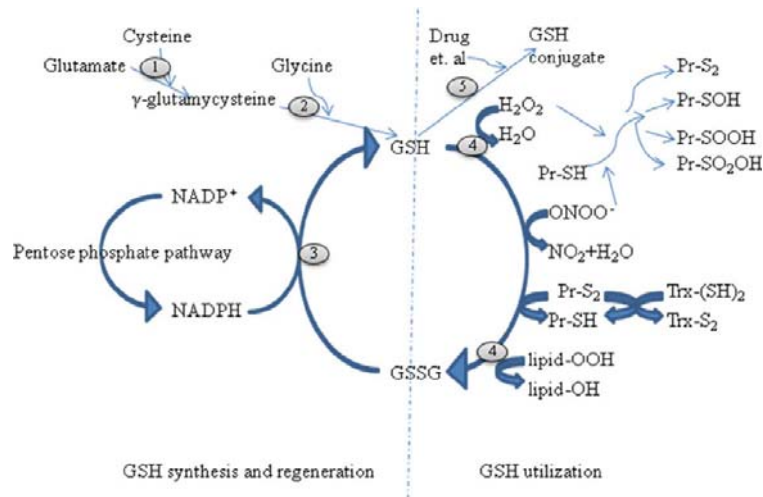 Cysteine
Glutamate
1
γ-glutamycysteine
2
Glycine
Drug
et. al
5
GSH
conjugate
GSH
4
H2O2
H2O
Pr-SH
Pr-S2
Pr-SOH
Pr-SOOH
Pr-SO2OH
NADP+
Pentose phosphate pathway
NADPH
3
ONOO-
NO2+H2O
Pr-S2
Trx-(SH)2
Pr-SH
Trx-S2
GSSG
4
lipid-OOH
lipid-OH
GSH synthesis and regeneration
GSH utilization